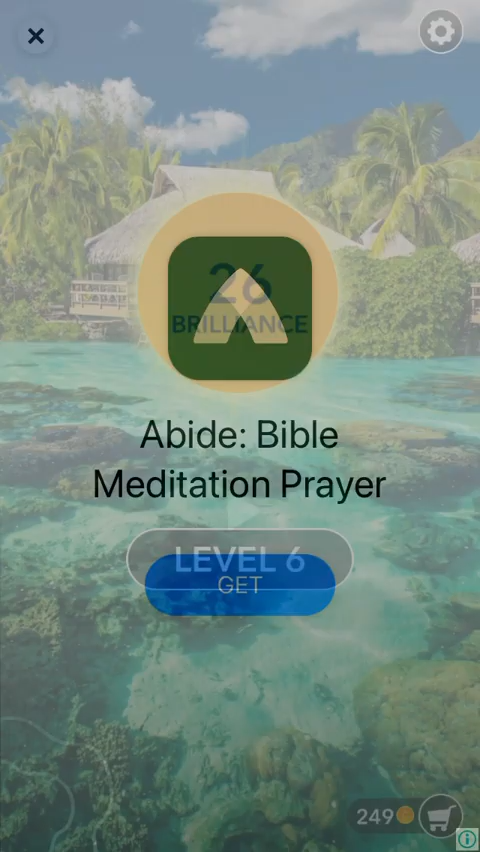 26
BRILLIANCE
Abide: Bible
Meditation Prayer
LEVEL 6
GET
249